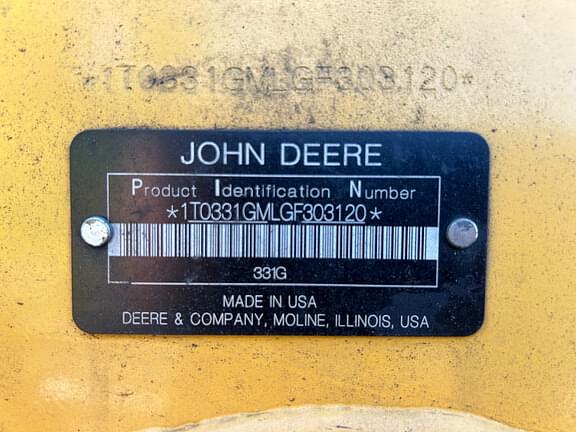 *1T0331GMLGF303120*
JOHN DEERE
Product Identification Number
*1T0331GMLGF303120*
331G
MADE IN USA
DEERE & COMPANY, MOLINE, ILLINOIS, USA